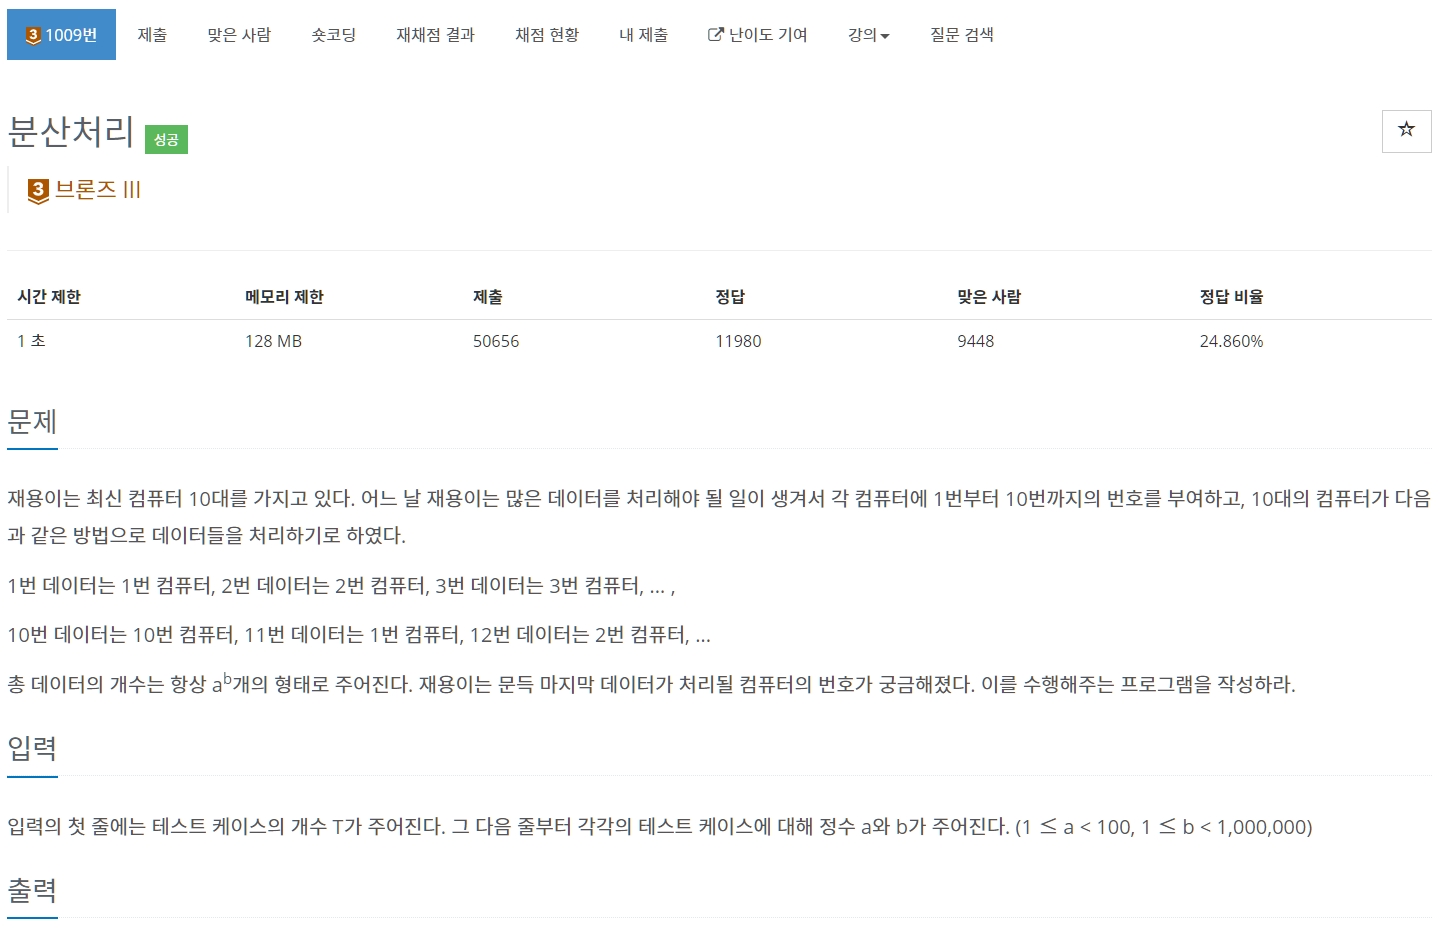 3 1009번 제출 맞은 사람 숏코딩 재채점 결과 채점 현황 내 제출 난이도 기여 강의 질문 검색
분산처리 성공
3 브론즈 III
시간 제한 메모리 제한 제출 정답 맞은 사람 정답 비율
1 초 128 MB 50656 11980 9448 24.860%
문제
재용이는 최신 컴퓨터 10대를 가지고 있다. 어느 날 재용이는 많은 데이터를 처리해야 될 일이 생겨서 각 컴퓨터에 1번부터 10번까지의 번호를 부여하고, 10대의 컴퓨터가 다음
과 같은 방법으로 데이터들을 처리하기로 하였다.
1번 데이터는 1번 컴퓨터, 2번 데이터는 2번 컴퓨터, 3번 데이터는 3번 컴퓨터, ... ,
10번 데이터는 10번 컴퓨터, 11번 데이터는 1번 컴퓨터, 12번 데이터는 2번 컴퓨터, ...
총 데이터의 개수는 항상 aᵇ개의 형태로 주어진다. 재용이는 문득 마지막 데이터가 처리될 컴퓨터의 번호가 궁금해졌다. 이를 수행해주는 프로그램을 작성하라.
입력
입력의 첫 줄에는 테스트 케이스의 개수 T가 주어진다. 그 다음 줄부터 각각의 테스트 케이스에 대해 정수 a와 b가 주어진다. (1 ≤ a < 100, 1 ≤ b < 1,000,000)
출력